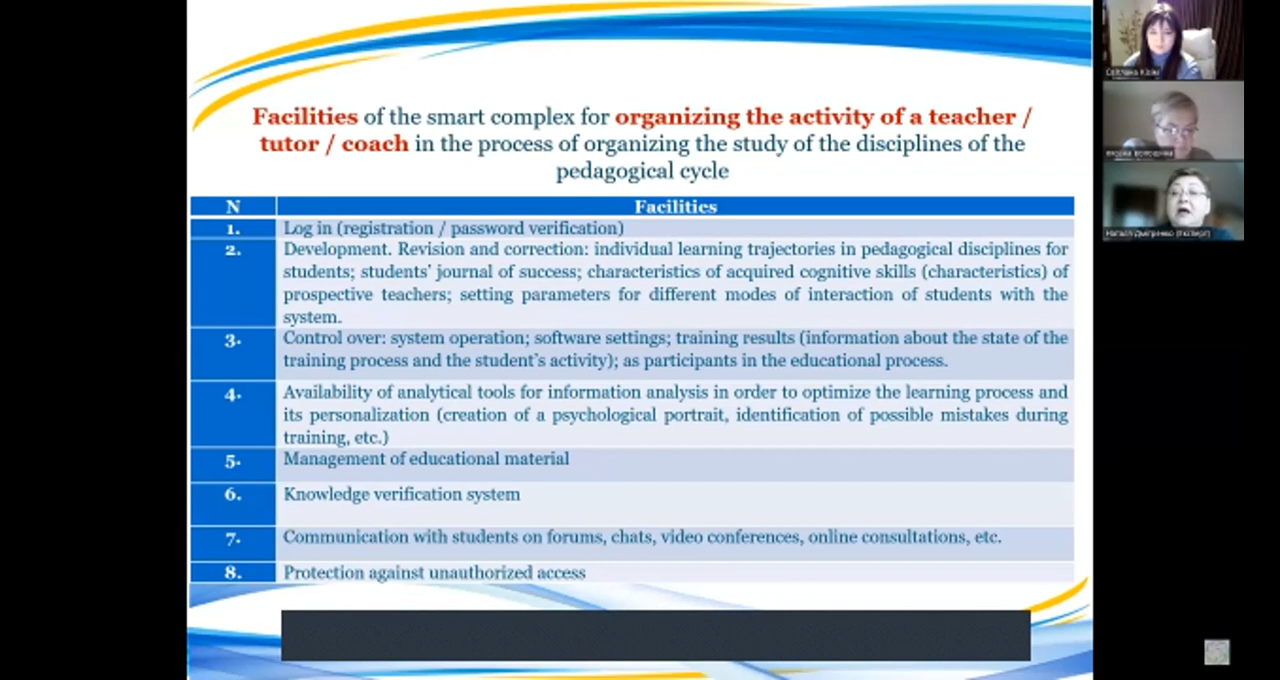 Facilities of the smart complex for organizing the activity of a teacher /
tutor / coach in the process of organizing the study of the disciplines of the
pedagogical cycle
N Facilities
1. Log in (registration / password verification)
2. Development. Revision and correction: individual learning trajectories in pedagogical disciplines for
students; students' journal of success; characteristics of acquired cognitive skills (characteristics) of
prospective teachers; setting parameters for different modes of interaction of students with the
system.
3. Control over: system operation; software settings; training results (information about the state of the
training process and the student's activity); as participants in the educational process.
4. Availability of analytical tools for information analysis in order to optimize the learning process and
its personalization (creation of a psychological portrait, identification of possible mistakes during
training, etc.)
5. Management of educational material
6. Knowledge verification system
7. Communication with students on forums, chats, video conferences, online consultations, etc.
8. Protection against unauthorized access
Світлана
Наталя Дмитренко